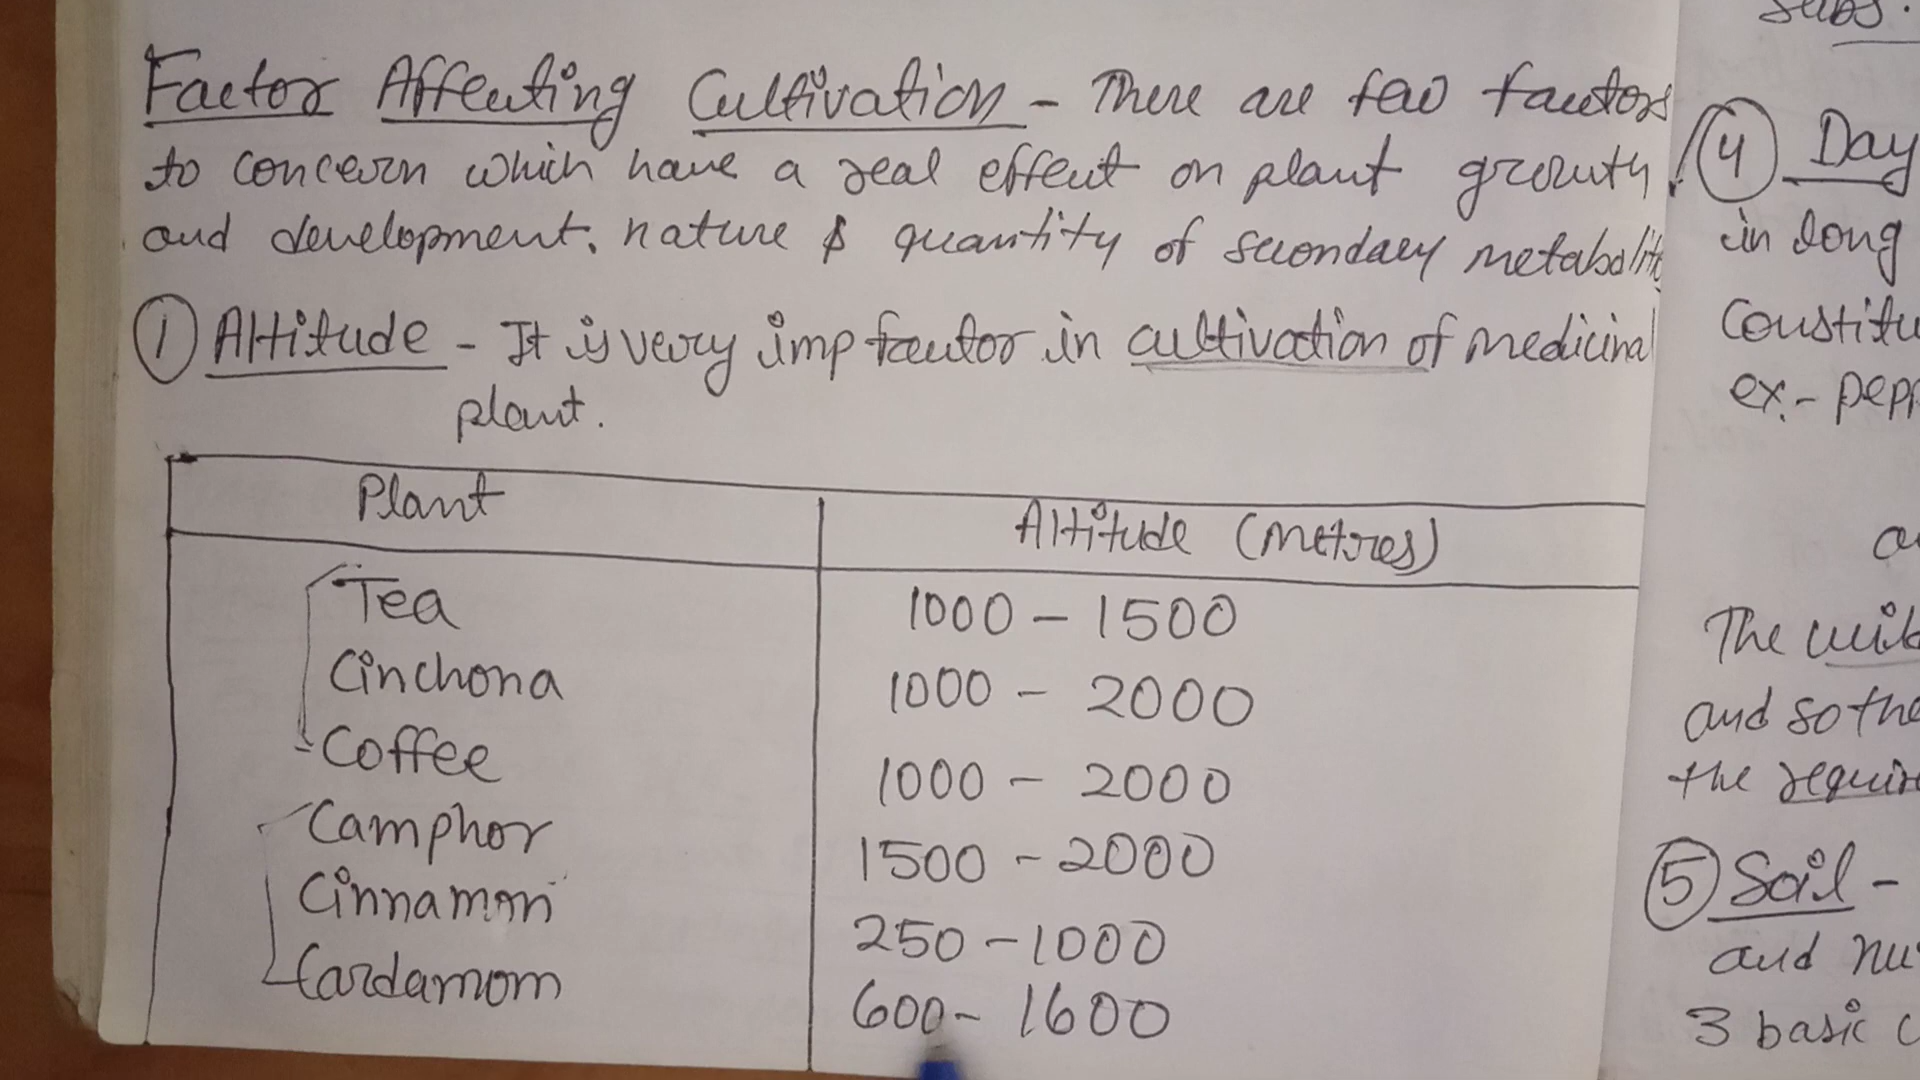 Factor Affecting Cultivation - There are few factors
to concern which have a real effect on plant growth
and development. nature & quantity of secondary
① Altitude - It is very imp factor in cultivation of medicinal
plant.
Plant Altitude (Metres)
Tea 1000 - 1500
Cinchona 1000 - 2000
Coffee 1000 - 2000
Camphor 1500 - 2000
Cinnamon 250 - 1000
Cardamom 600 - 1600
④ Day
in long
Constitu
ex:- pepp
The
and so the
the requir
⑤ Soil -
and nu
3 basic c